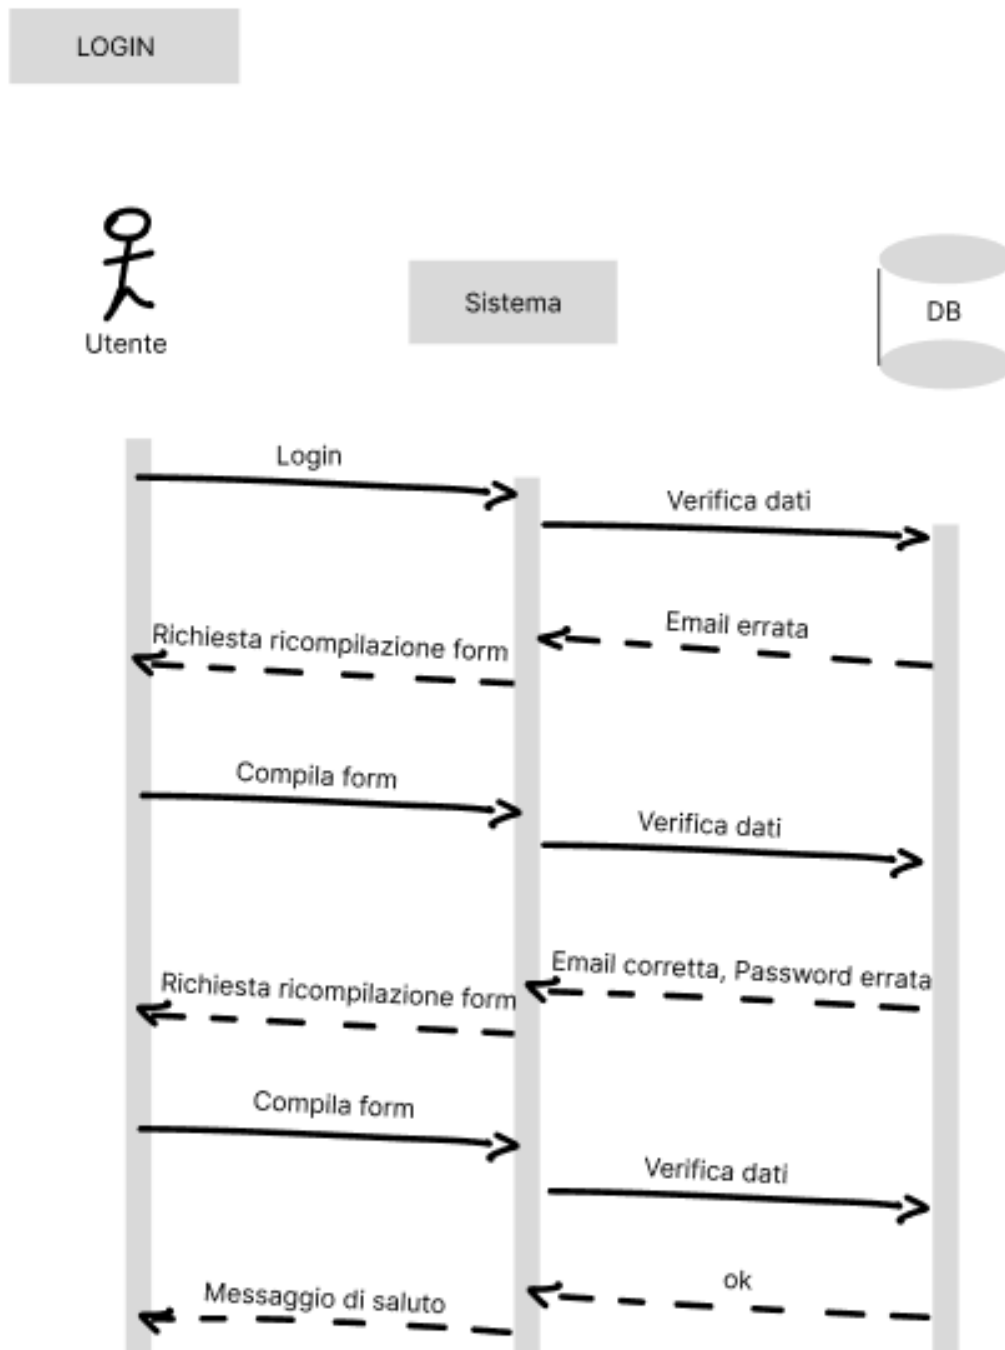 LOGIN
Utente
Sistema
DB
Login
Verifica dati
Email errata
Richiesta ricompilazione form
Compila form
Verifica dati
Email corretta, Password errata
Richiesta ricompilazione form
Compila form
Verifica dati
ok
Messaggio di saluto